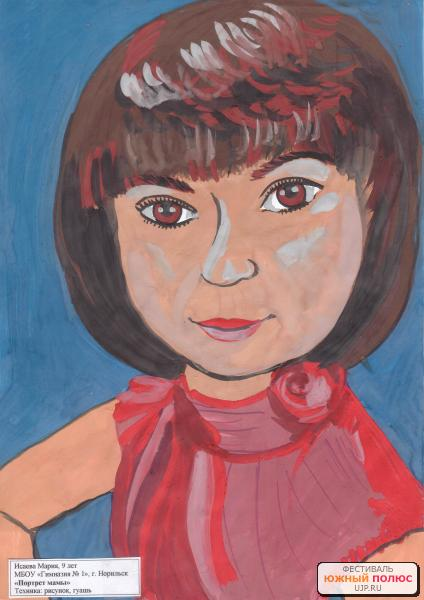 Исаева Мария, 9 лет
МБОУ «Гимназия № 1», г. Норильск
«Портрет мамы»
Техника: рисунок, гуашь
ФЕСТИВАЛЬ
ЮЖНЫЙ ПОЛЮС
UJP.RU